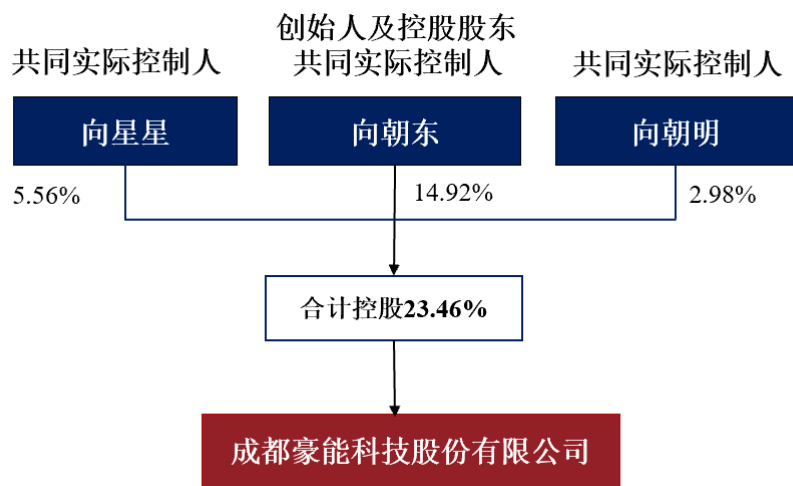 创始人及控股股东
共同实际控制人
共同实际控制人
共同实际控制人
向星星
向朝东
向朝明
5.56%
14.92%
2.98%
合计控股23.46%
成都豪能科技股份有限公司